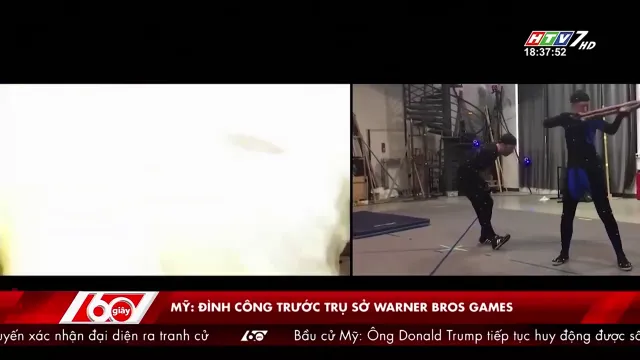 HTV7 HD
18:37:52
60 giây
MỸ: ĐÌNH CÔNG TRƯỚC TRỤ SỞ WARNER BROS GAMES
uyến xác nhận đại diện ra tranh cử 60 Bầu cử Mỹ: Ông Donald Trump tiếp tục huy động được số